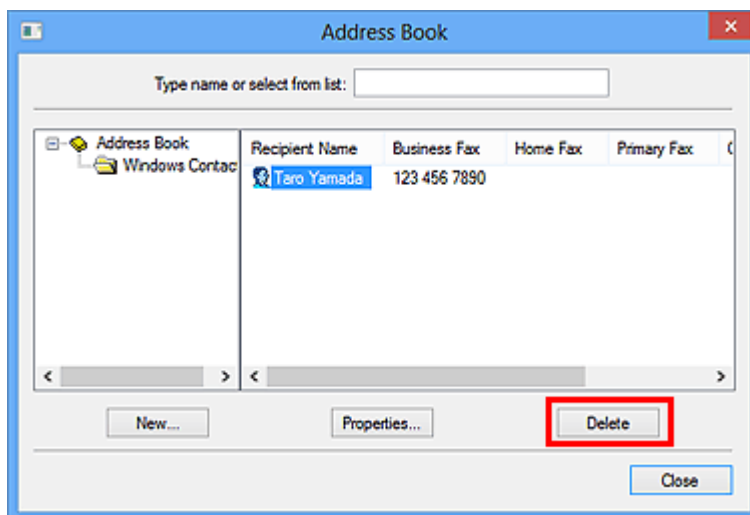 Address Book
Type name or select from list:
Address Book
Windows Contac
Recipient Name Business Fax Home Fax Primary Fax
Taro Yamada 123 456 7890
New... Properties... Delete
Close